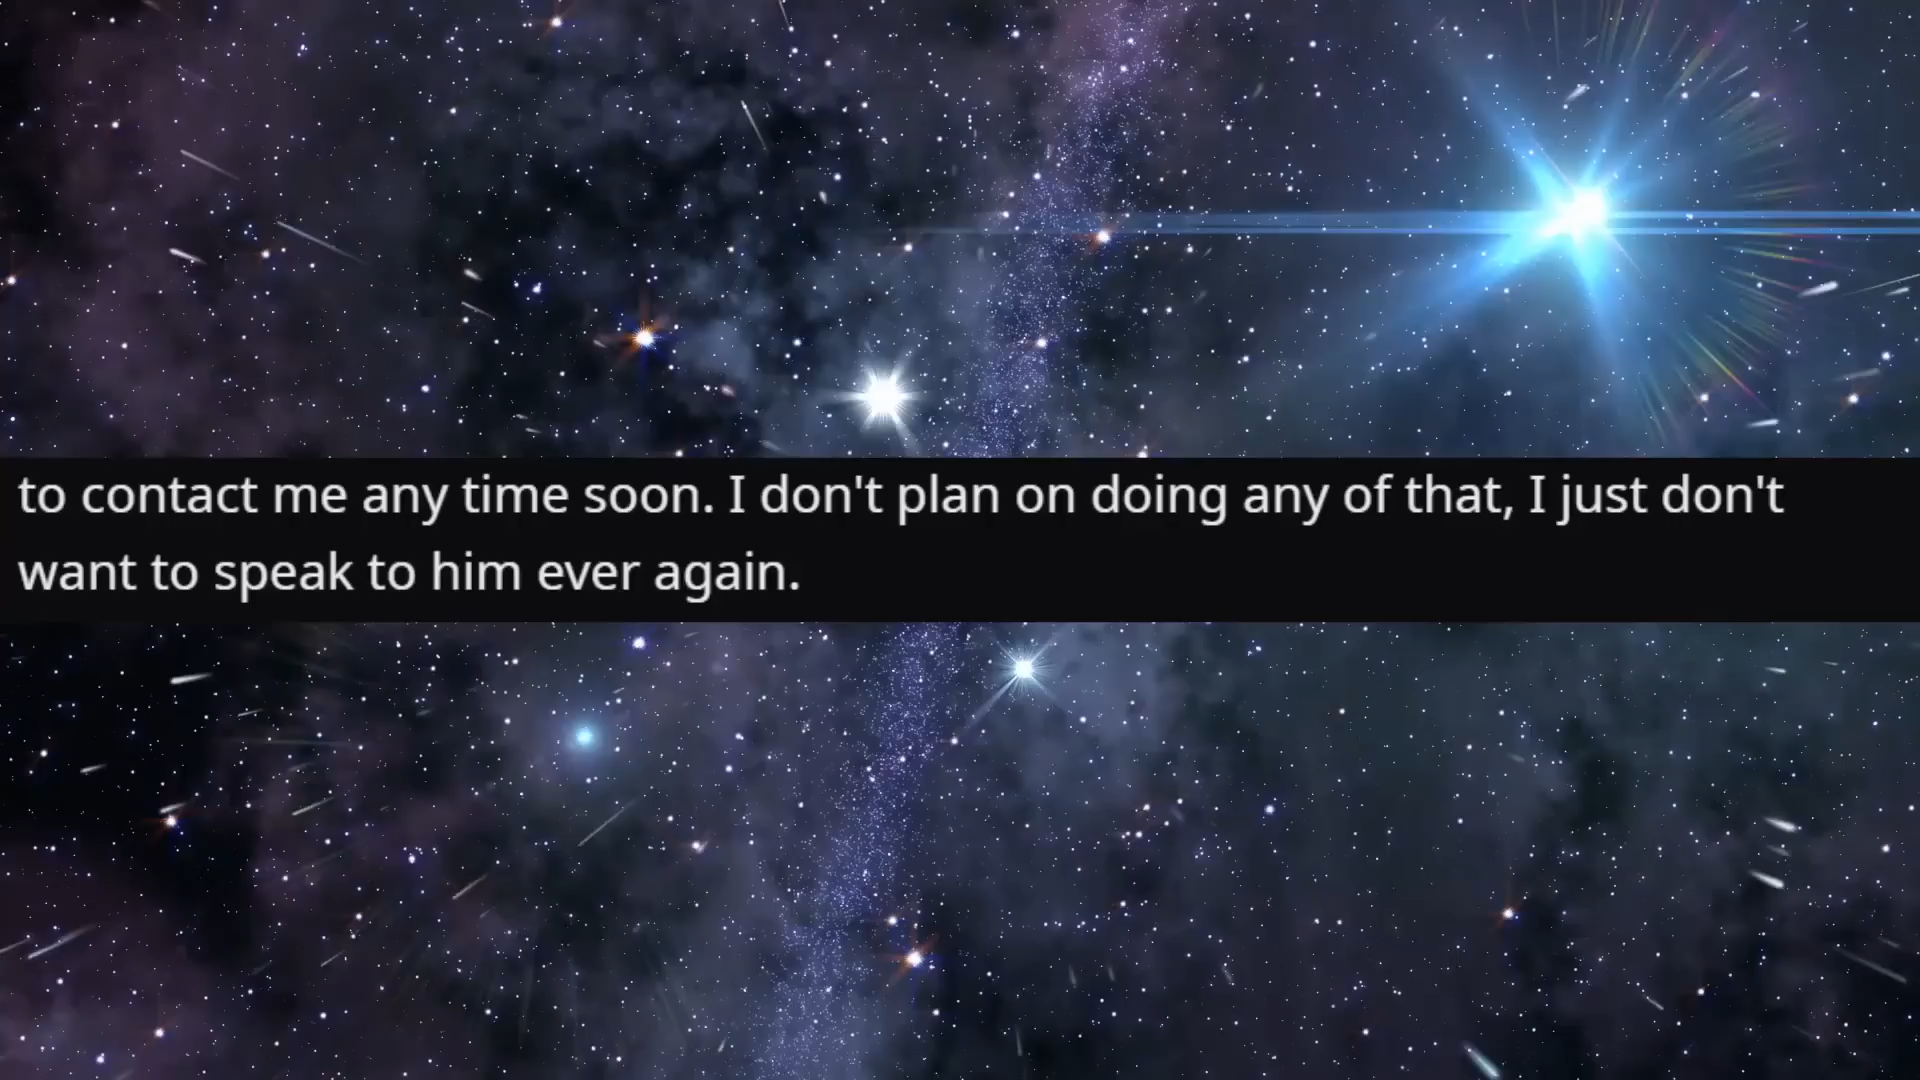 to contact me any time soon. I don't plan on doing any of that, I just don't
want to speak to him ever again.